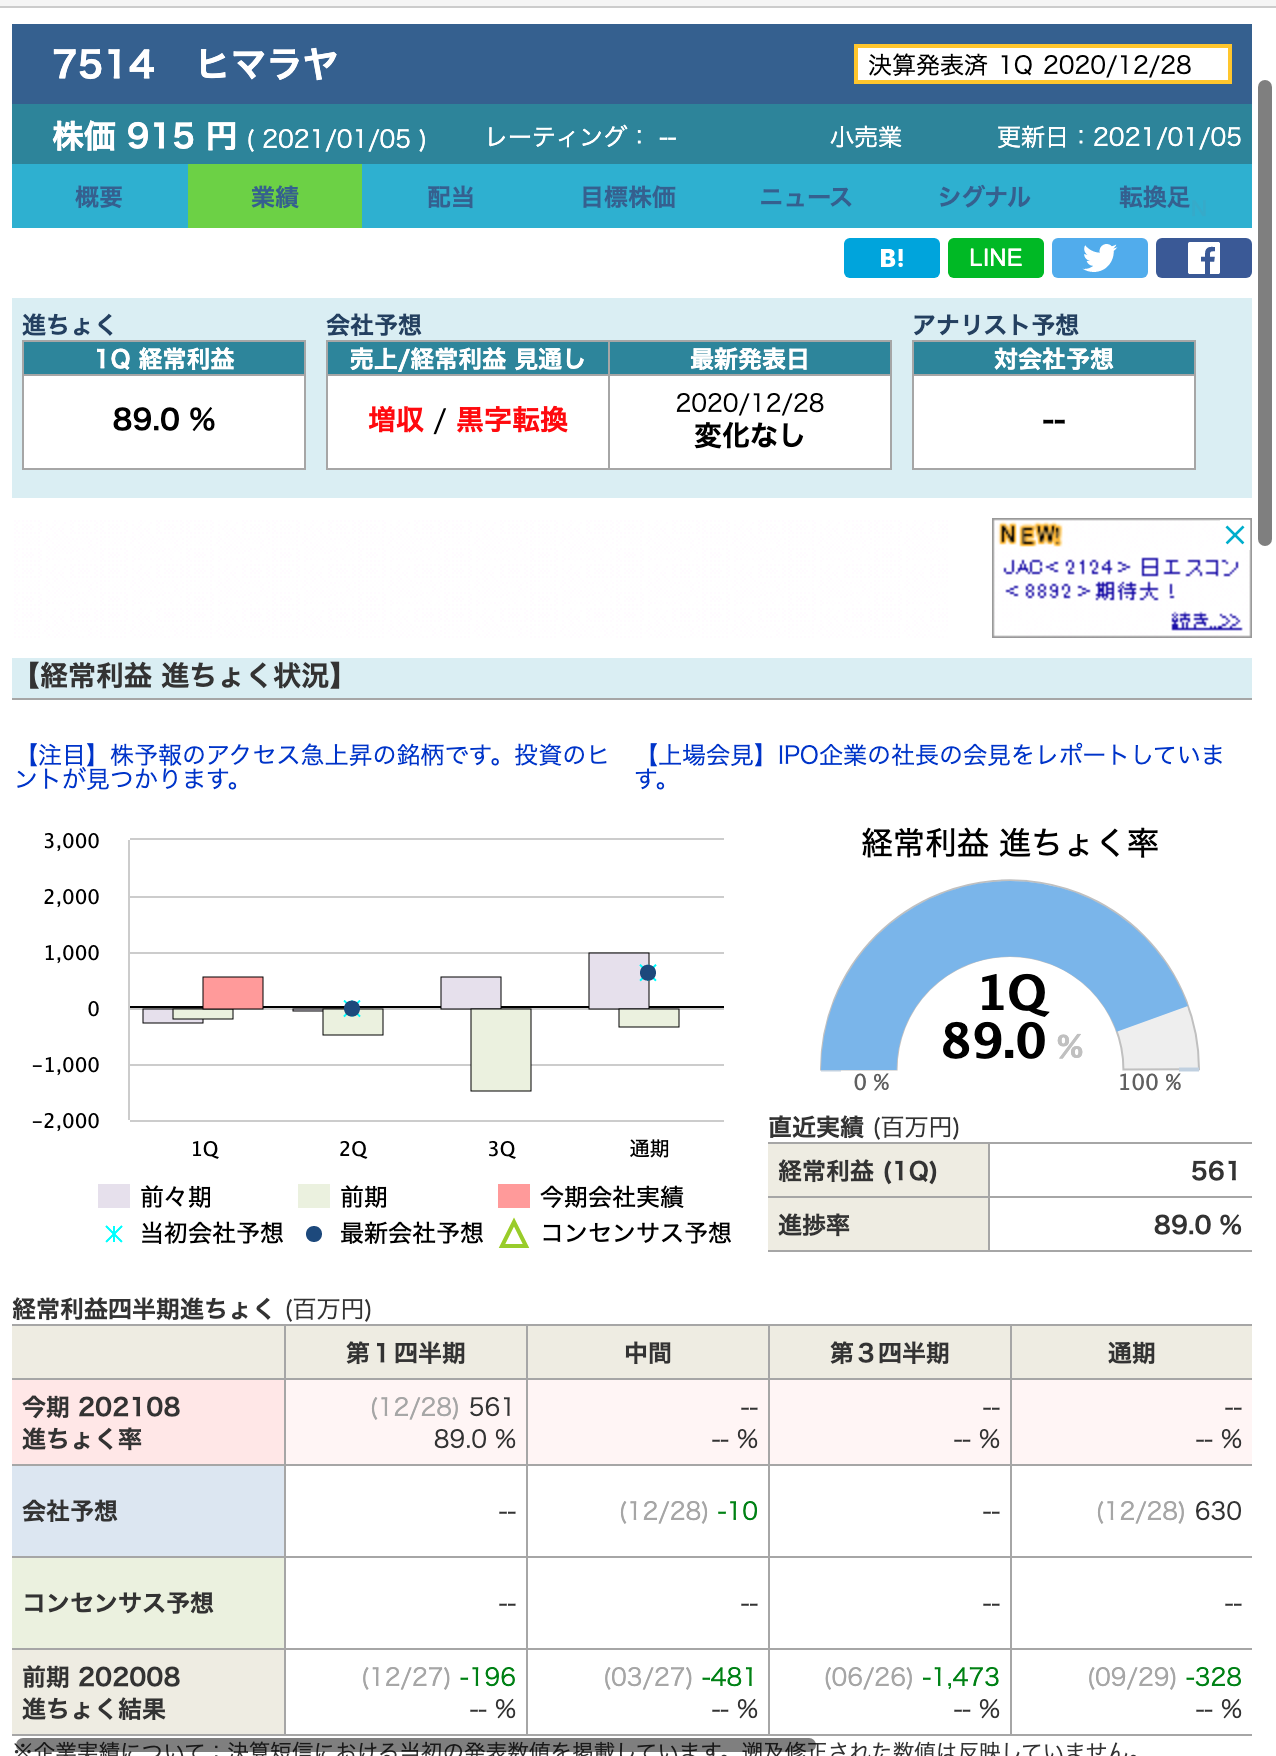 7514　ヒマラヤ
決算発表済 1Q 2020/12/28
株価 915 円 ( 2021/01/05 )
レーティング： --
小売業
更新日：2021/01/05
概要
業績
配当
目標株価
ニュース
シグナル
転換足
B!
LINE
進ちょく
1Q 経常利益
89.0 %
会社予想
売上/経常利益 見通し
最新発表日
増収 / 黒字転換
2020/12/28
変化なし
アナリスト予想
対会社予想
--
NEW!
JAC<2124> 日エスコン
<8892>期待大！
続き..>>
【経常利益 進ちょく状況】
【注目】株予報のアクセス急上昇の銘柄です。投資のヒ
ントが見つかります。
【上場会見】IPO企業の社長の会見をレポートしていま
す。
3,000
2,000
1,000
0
−1,000
−2,000
1Q
2Q
3Q
通期
前々期
前期
今期会社実績
当初会社予想
最新会社予想
コンセンサス予想
経常利益 進ちょく率
1Q
89.0 %
0 %
100 %
直近実績 (百万円)
経常利益 (1Q) 561
進捗率 89.0 %
経常利益四半期進ちょく (百万円)
第１四半期 中間 第３四半期 通期
今期 202108 (12/28) 561 -- -- --
進ちょく率 89.0 % -- % -- % -- %
会社予想 -- (12/28) -10 -- (12/28) 630
コンセンサス予想 -- -- -- --
前期 202008 (12/27) -196 (03/27) -481 (06/26) -1,473 (09/29) -328
進ちょく結果 -- % -- % -- % -- %
※企業実績について：決算短信における当初の発表数値を掲載しています。遡及修正された数値は反映していません。